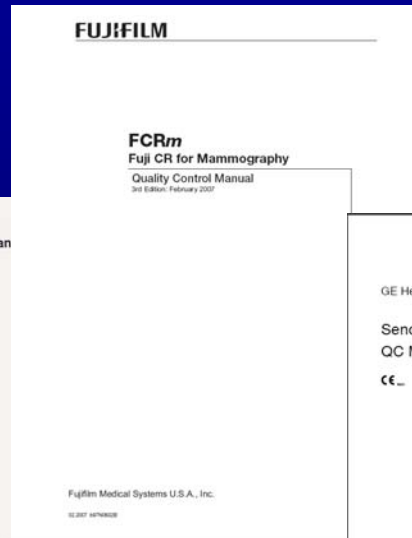 FUJIFILM
FCRm
Fuji CR for Mammography
Quality Control Manual
3rd Edition: February 2007
GE He
Seno
QC M
CE
an
Fujifilm Medical Systems U.S.A., Inc.